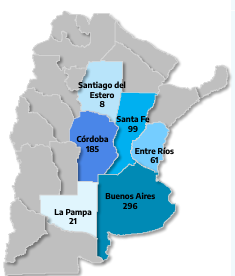 Santiago del
Estero
8
Santa Fe
99
Córdoba
185
Entre Ríos
61
Buenos Aires
296
La Pampa
21